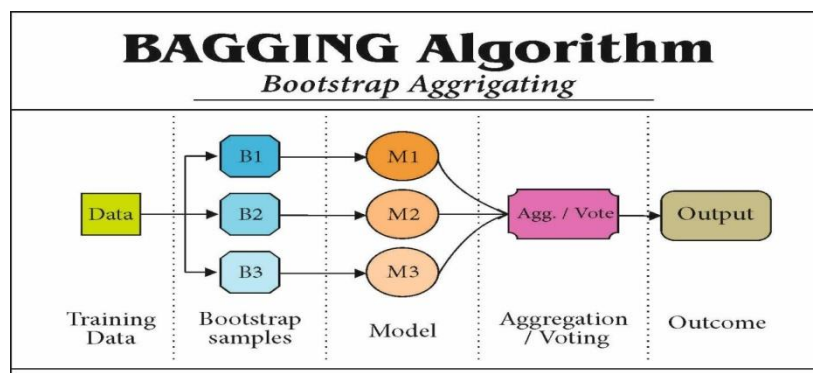 BAGGING Algorithm
Bootstrap Aggrigating
B1
M1
Data
B2
M2
Agg. / Vote
Output
B3
M3
Training
Data
Bootstrap
samples
Model
Aggregation
/ Voting
Outcome